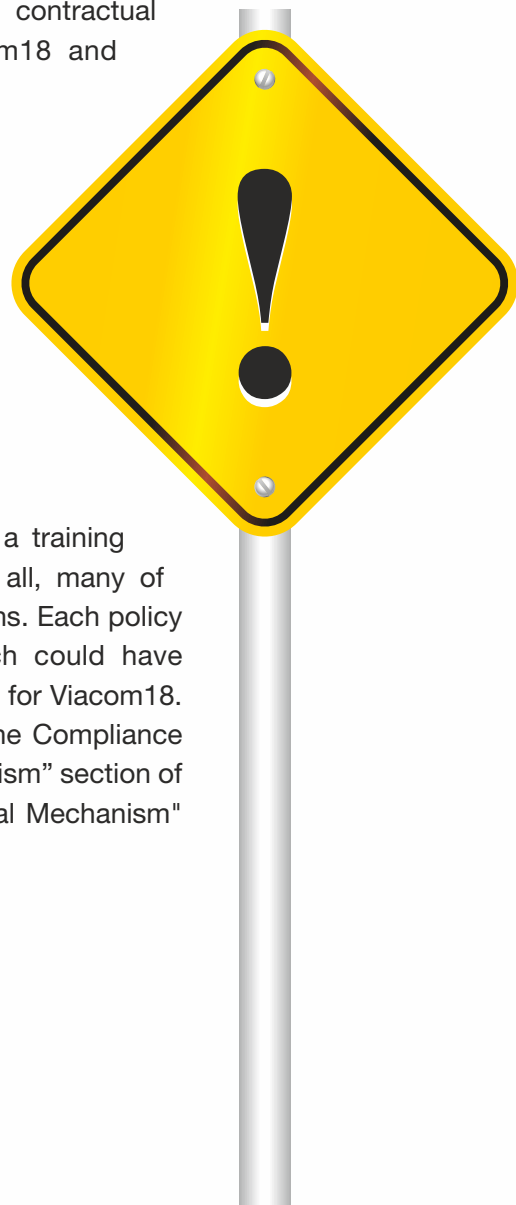 contractual
m18 and
!
a training
all, many of
ns. Each policy
ch could have
for Viacom18.
he Compliance
ism” section of
al Mechanism"